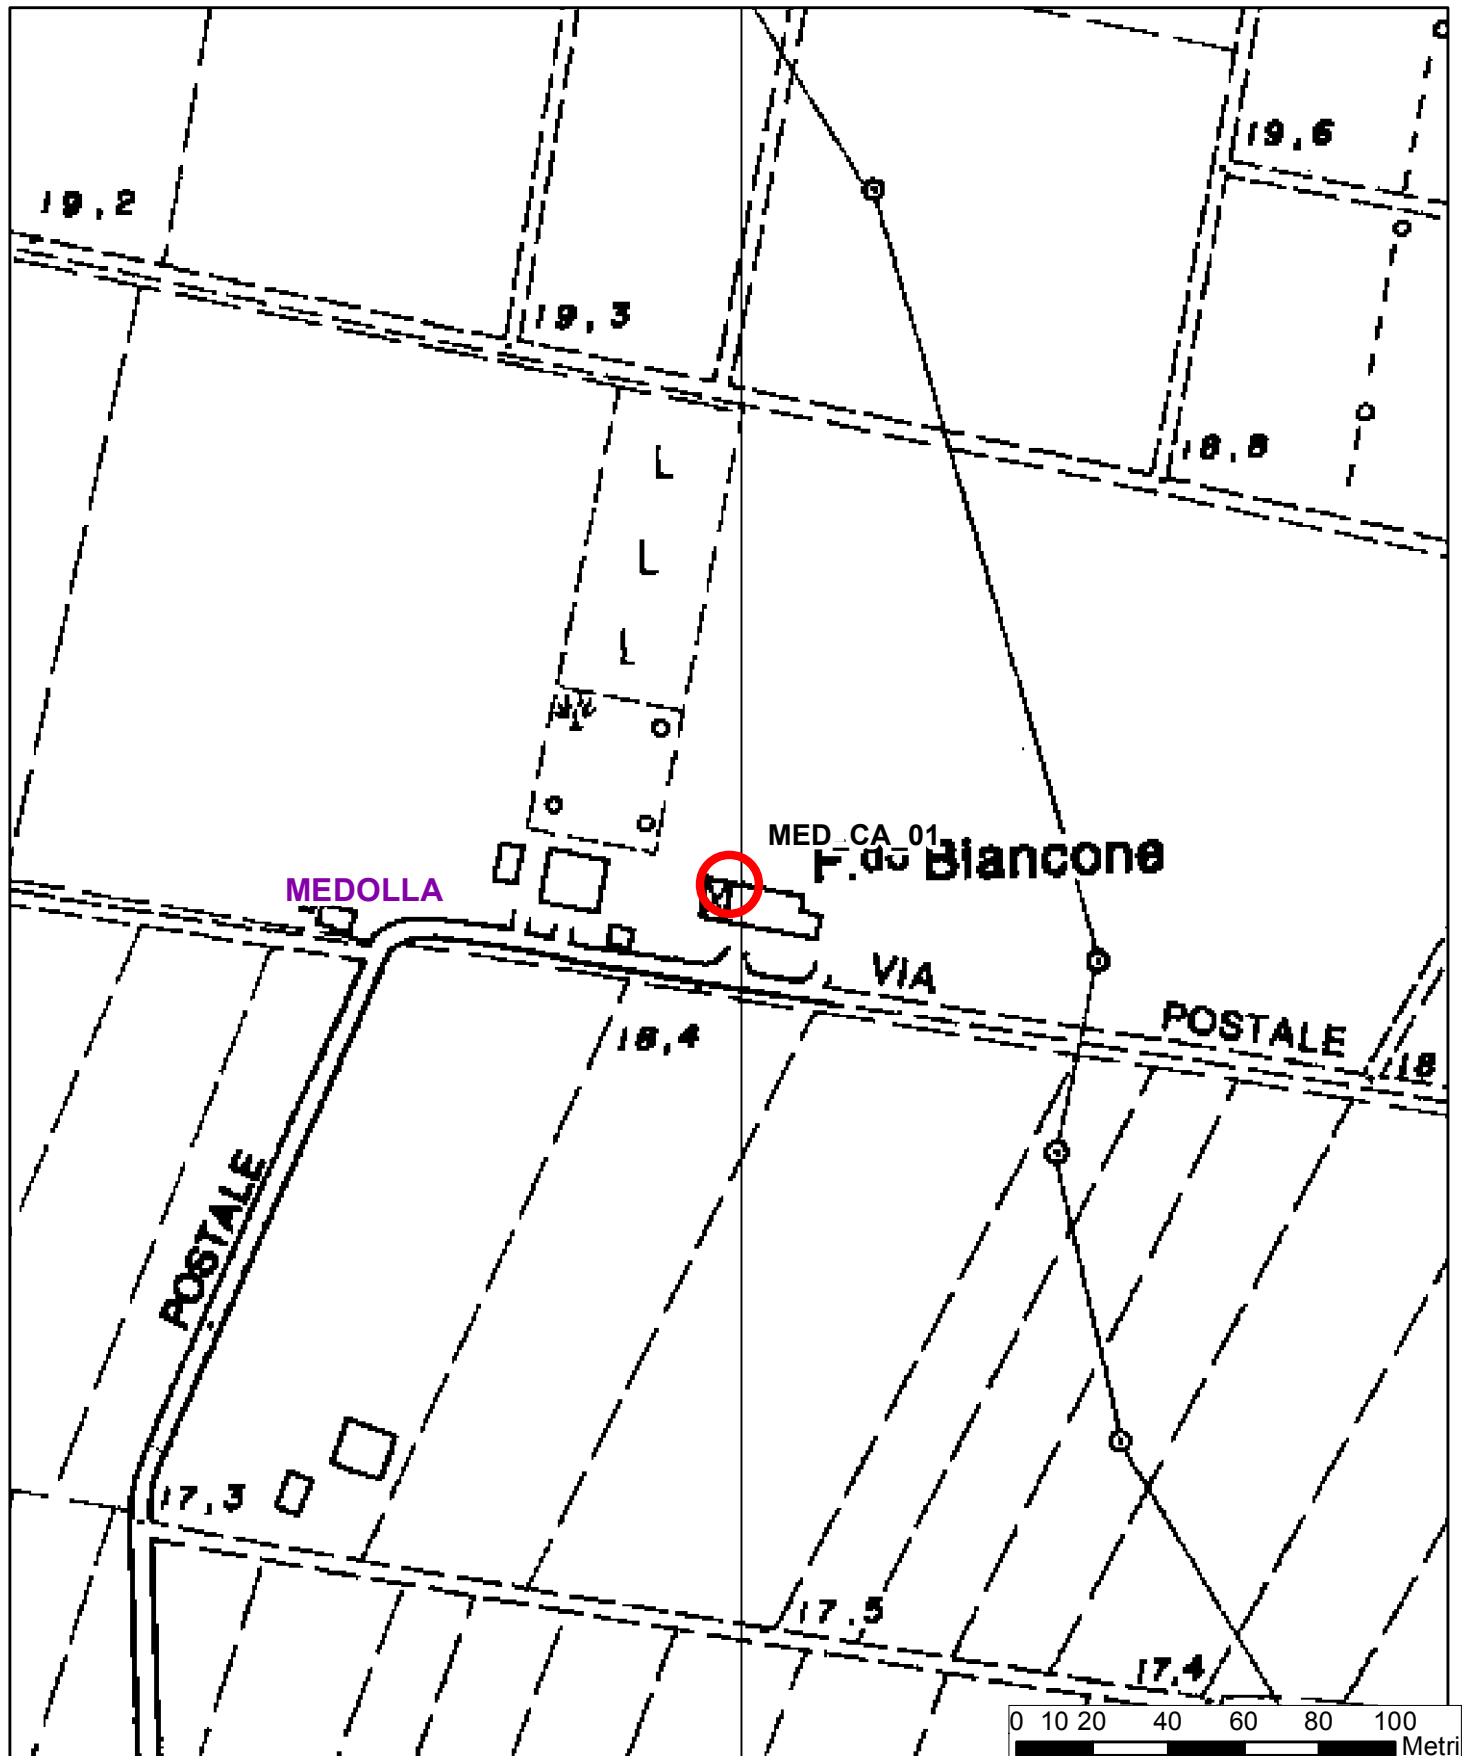 19,6
19,2
19,3
18,8
L
L
L
MED_CA_01
F.do Biancone
MEDOLLA
VIA
POSTALE
18,4
18
POSTALE
17,3
17,5
17,4
0 10 20 40 60 80 100
Metri